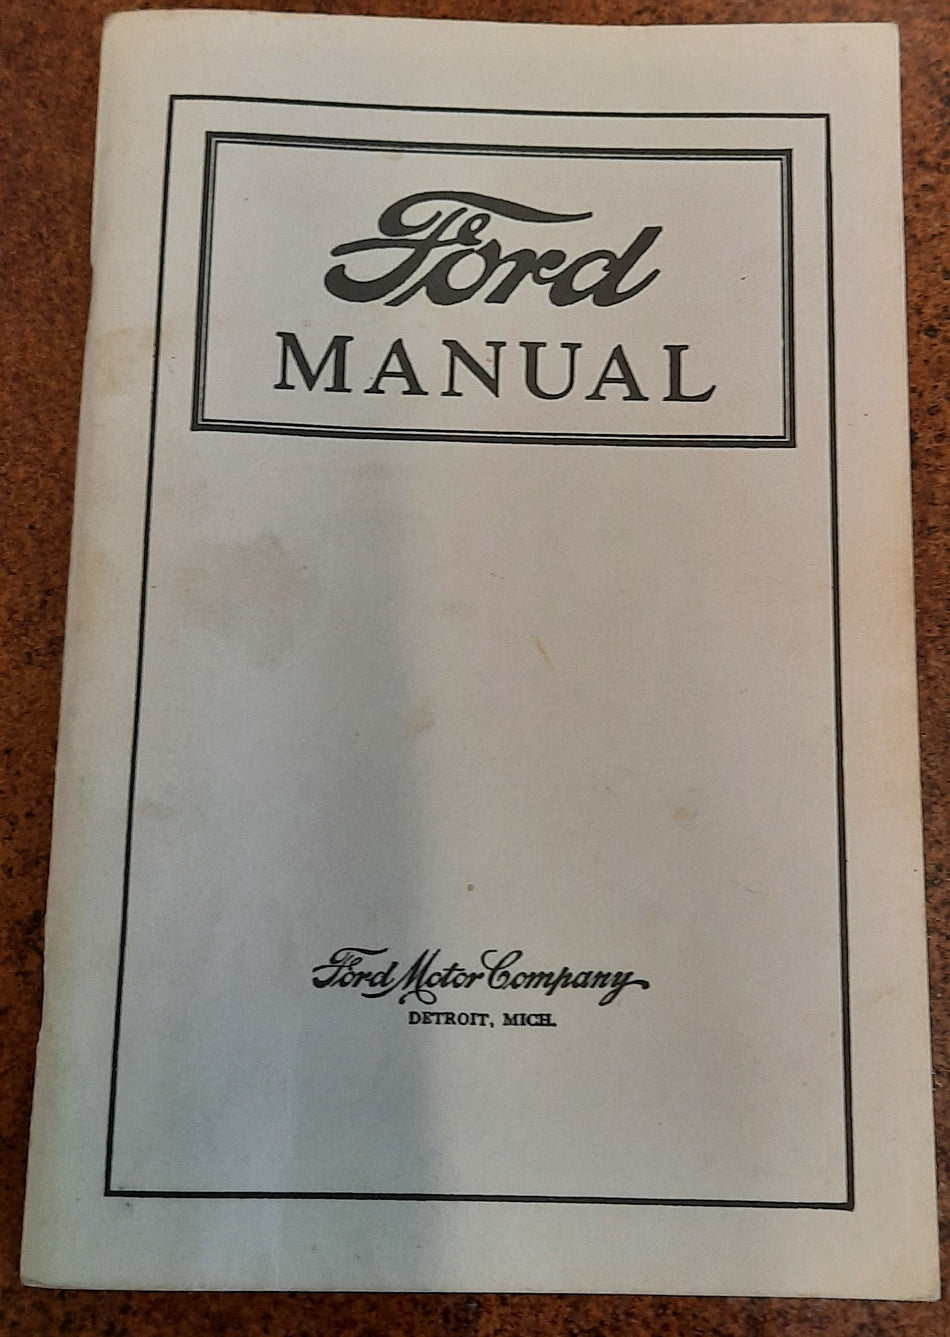 Ford
MANUAL
Ford Motor Company
DETROIT, MICH.